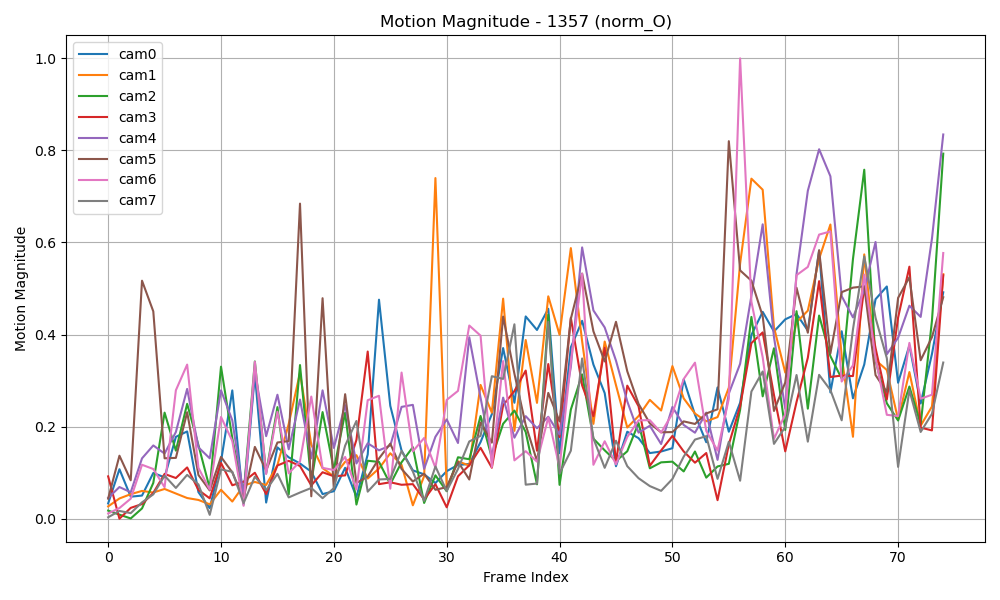 Motion Magnitude - 1357 (norm_O)
1.0
0.8
0.6
0.4
0.2
0.0
Motion Magnitude
cam0
cam1
cam2
cam3
cam4
cam5
cam6
cam7
0 10 20 30 40 50 60 70
Frame Index